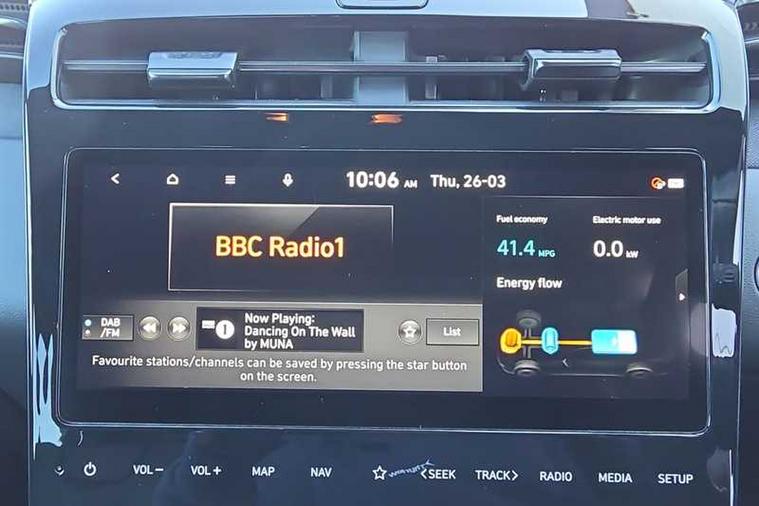 10:06 AM Thu, 26-03
BBC Radio1
Fuel economy Electric motor use
41.4 MPG 0.0 kW
Energy flow
DAB
/FM
1
Now Playing:
Dancing On The Wall
by MUNA
List
Favourite stations/channels can be saved by pressing the star button
on the screen.
VOL− VOL+ MAP NAV SEEK TRACK RADIO MEDIA SETUP